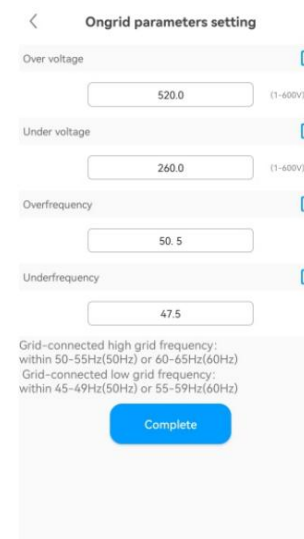 Ongrid parameters setting
Over voltage
520.0 (1-600V)
Under voltage
260.0 (1-600V)
Overfrequency
50. 5
Underfrequency
47.5
Grid-connected high grid frequency:
within 50-55Hz(50Hz) or 60-65Hz(60Hz)
Grid-connected low grid frequency:
within 45-49Hz(50Hz) or 55-59Hz(60Hz)
Complete